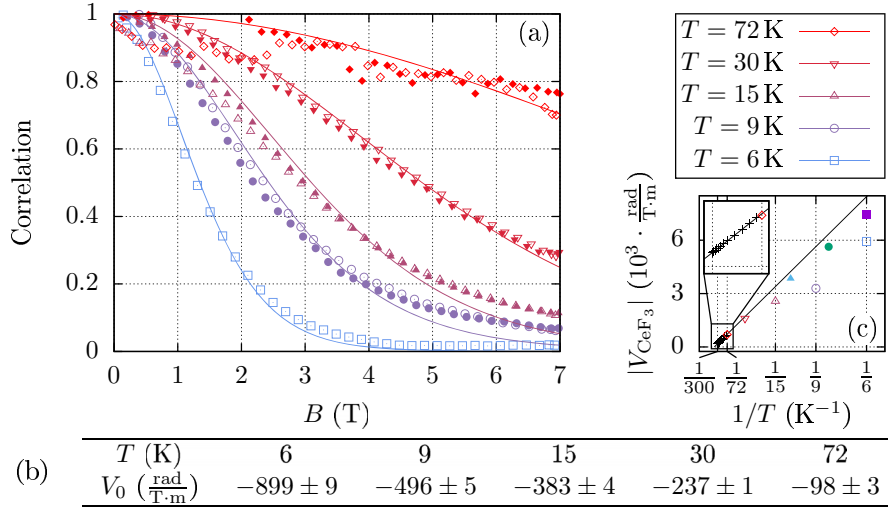 (a)
Correlation
1
0.8
0.6
0.4
0.2
0
0 1 2 3 4 5 6 7
B (T)
T = 72 K
T = 30 K
T = 15 K
T = 9 K
T = 6 K
|V_CeF₃| (10³ · rad/T·m)
6
3
0
(c)
1/300 1/72 1/15 1/9 1/6
1/T (K⁻¹)
(b)
T (K) 6 9 15 30 72
V₀ (rad/T·m) −899 ± 9 −496 ± 5 −383 ± 4 −237 ± 1 −98 ± 3